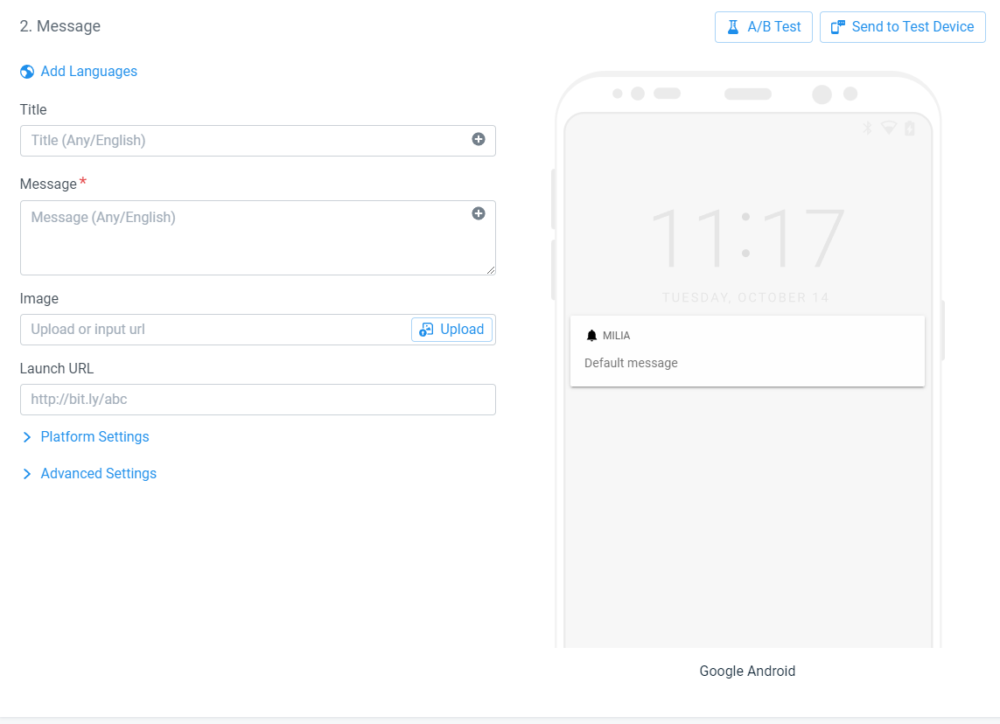 2. Message
A/B Test
Send to Test Device
Add Languages
Title
Title (Any/English)
Message*
Message (Any/English)
Image
Upload or input url
Upload
Launch URL
http://bit.ly/abc
Platform Settings
Advanced Settings
11:17
TUESDAY, OCTOBER 14
MILIA
Default message
Google Android